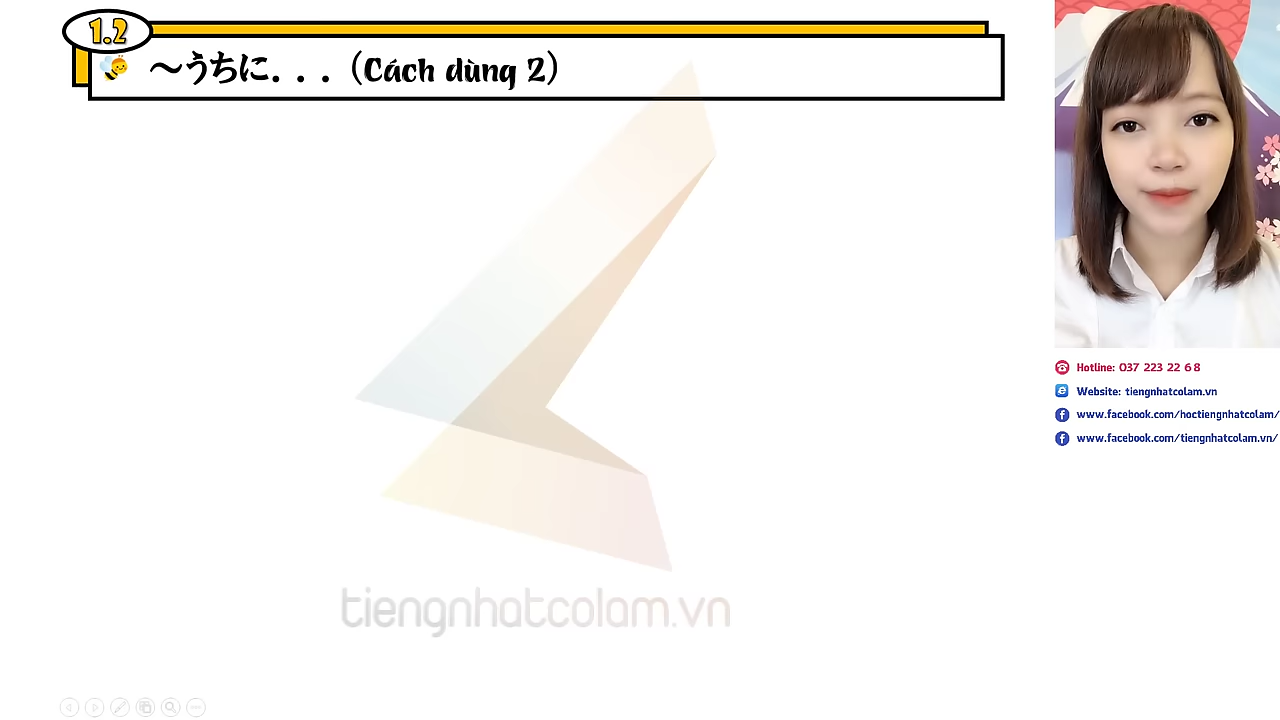 1.2
～うちに．．．（Cách dùng 2）
Hotline: 037 223 22 68
Website: tiengnhatcolam.vn
www.facebook.com/hoctiengnhatcolam/
www.facebook.com/tiengnhatcolam.vn/
tiengnhatcolam.vn